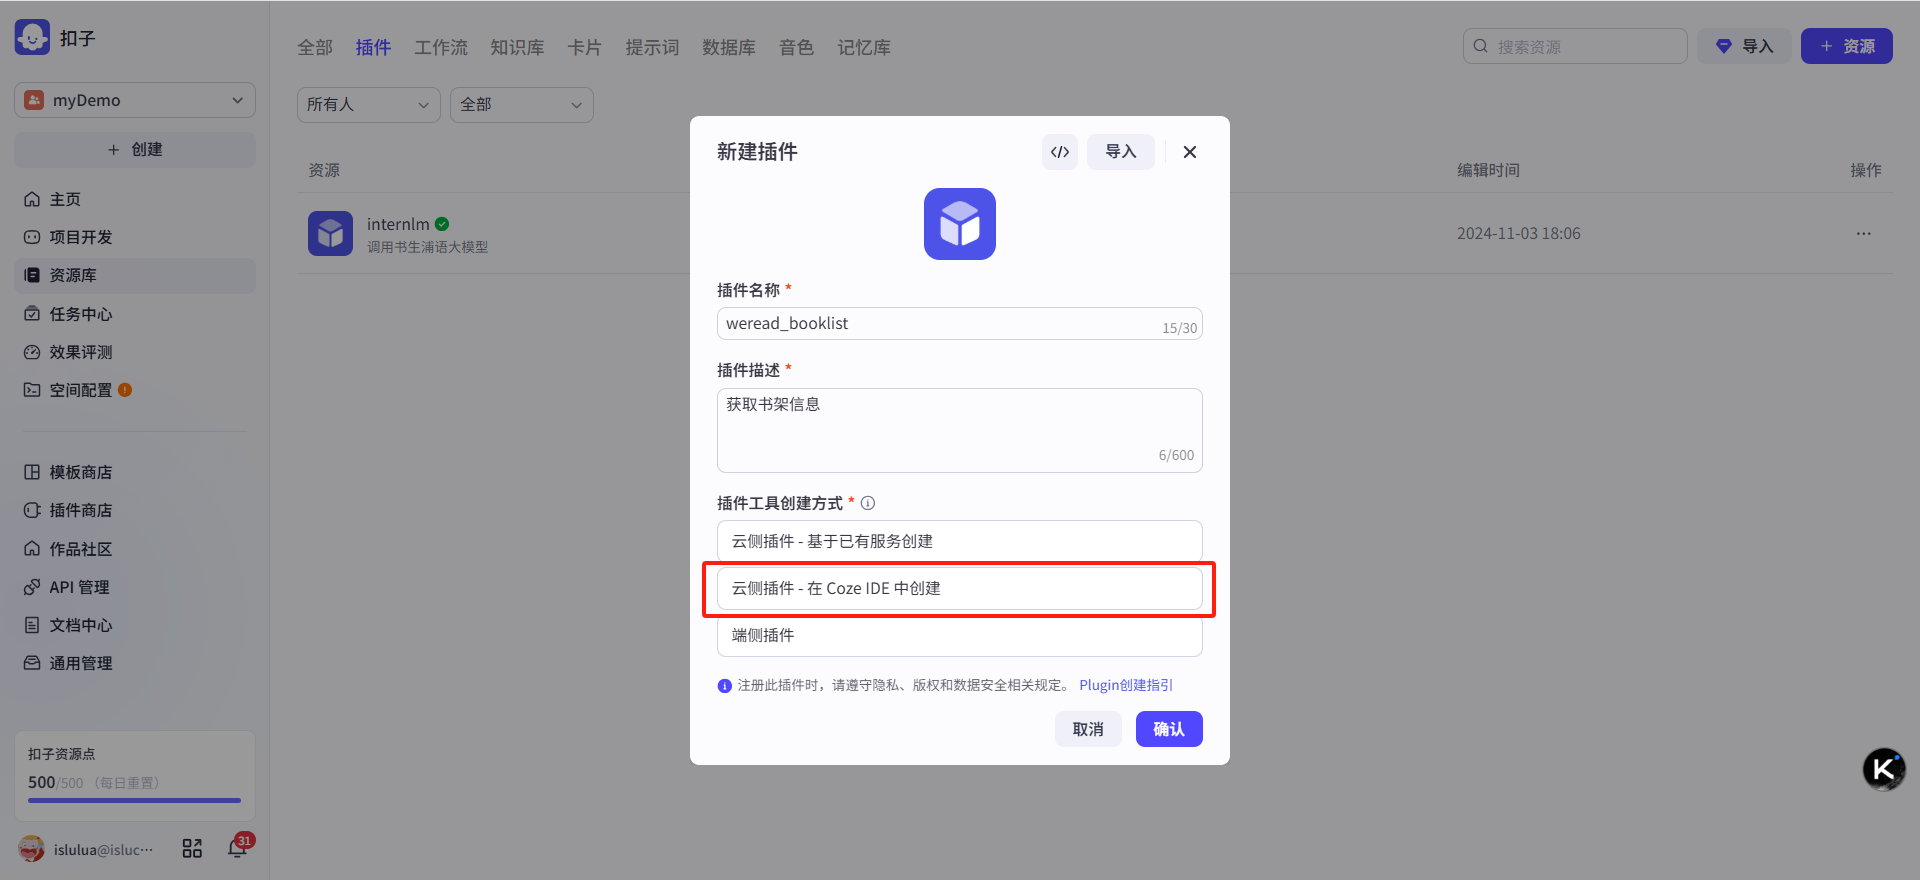 扣子
myDemo
创建
主页
项目开发
资源库
任务中心
效果评测
空间配置
模板商店
插件商店
作品社区
API 管理
文档中心
通用管理
扣子资源点
500/500 （每日重置）
islulua@isluc···
31
全部 插件 工作流 知识库 卡片 提示词 数据库 音色 记忆库
搜索资源
导入
资源
所有人
全部
资源
编辑时间
操作
internlm
调用书生浦语大模型
2024-11-03 18:06
新建插件
导入
插件名称 *
weread_booklist
15/30
插件描述 *
获取书架信息
6/600
插件工具创建方式 *
云侧插件 - 基于已有服务创建
云侧插件 - 在 Coze IDE 中创建
端侧插件
注册此插件时，请遵守隐私、版权和数据安全相关规定。 Plugin创建指引
取消
确认
K